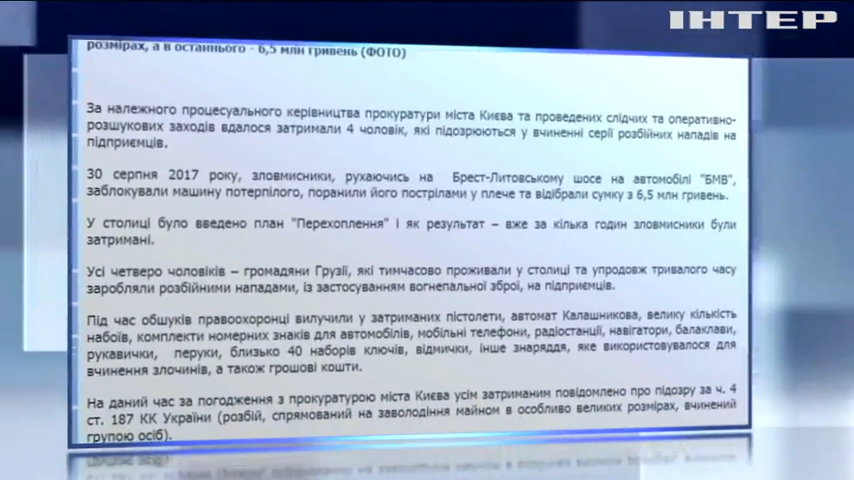 ІНТЕР
розмірах, а в останнього - 6,5 млн гривень (ФОТО)
За належного процесуального керівництва прокуратури міста Києва та проведених слідчих та оперативно-
розшукових заходів вдалося затримали 4 чоловік, які підозрюються у вчиненні серії розбійних нападів на
підприємців.
30 серпня 2017 року, зловмисники, рухаючись на Брест-Литовському шосе на автомобілі "БМВ",
заблокували машину потерпілого, поранили його пострілами у плече та відібрали сумку з 6,5 млн гривень.
У столиці було введено план "Перехоплення" і як результат – вже за кілька годин зловмисники були
затримані.
Усі четверо чоловіків – громадяни Грузії, які тимчасово проживали у столиці та упродовж тривалого часу
заробляли розбійними нападами, із застосуванням вогнепальної зброї, на підприємців.
Під час обшуків правоохоронці вилучили у затриманих пістолети, автомат Калашникова, велику кількість
набоїв, комплекти номерних знаків для автомобілів, мобільні телефони, радіостанції, навігатори, балаклави,
рукавички, перуки, близько 40 наборів ключів, відмички, інше знаряддя, яке використовувалося для
вчинення злочинів, а також грошові кошти.
На даний час за погодження з прокуратурою міста Києва усім затриманим повідомлено про підозру за ч. 4
ст. 187 КК України (розбій, спрямований на заволодіння майном в особливо великих розмірах, вчинений
групою осіб).